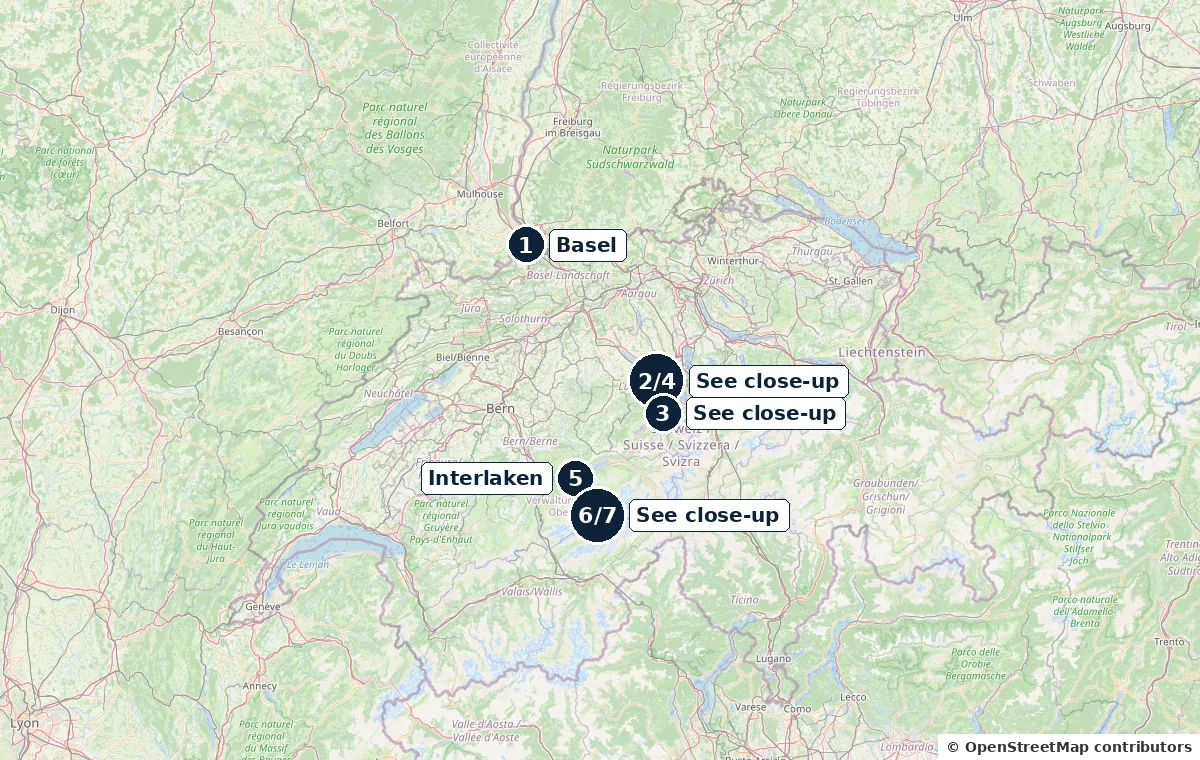 Ulm
Naturpark
Augsburg
- Westliche
Wälder
Augsburg
Collectivité
européenne
d'Alsace
Regierungsbezirk
Freiburg
Regierungsbezirk
Tübingen
Schwaben
Parc naturel
régional
des Ballons
des Vosges
Naturpark
Obere Donau
Freiburg
im Breisgau
Parc national
de forêts
(cœur)
Naturpark
Südschwarzwald
Mulhouse
Belfort
Bodensee
1
Basel
Winterthur
Thurgau
Basel-Landschaft
Zürich
St. Gallen
Aargau
Dijon
Jura
Solothurn
Besançon
Parc naturel
régional
du Doubs
Horloger
Tirol
Biel/Bienne
Liechtenstein
2/4
See close-up
Neuchâtel
Bern
3
See close-up
Bern/Berne
Suisse / Svizzera /
Svizra
5
Interlaken
Graubünden/
Grischun/
Grigioni
Parc naturel
régional
Jura vaudois
Vaud
Parc naturel
régional
Gruyère
Pays-d'Enhaut
6/7
See close-up
Parc naturel
régional
du Haut-
Jura
Parco Nazionale
dello Stelvio
- Nationalpark
Stilfser
Joch
Le Léman
Valais/Wallis
Ticino
Genève
Parco naturale
dell'Adamello-
Brenta
Trento
Lugano
Parco delle
Orobie
Bergamasche
Annecy
Lecco
Varese
Como
Lyon
Parc naturel
régional
du Massif
Valle d'Aosta /
Vallée d'Aoste
Lombardia
© OpenStreetMap contributors